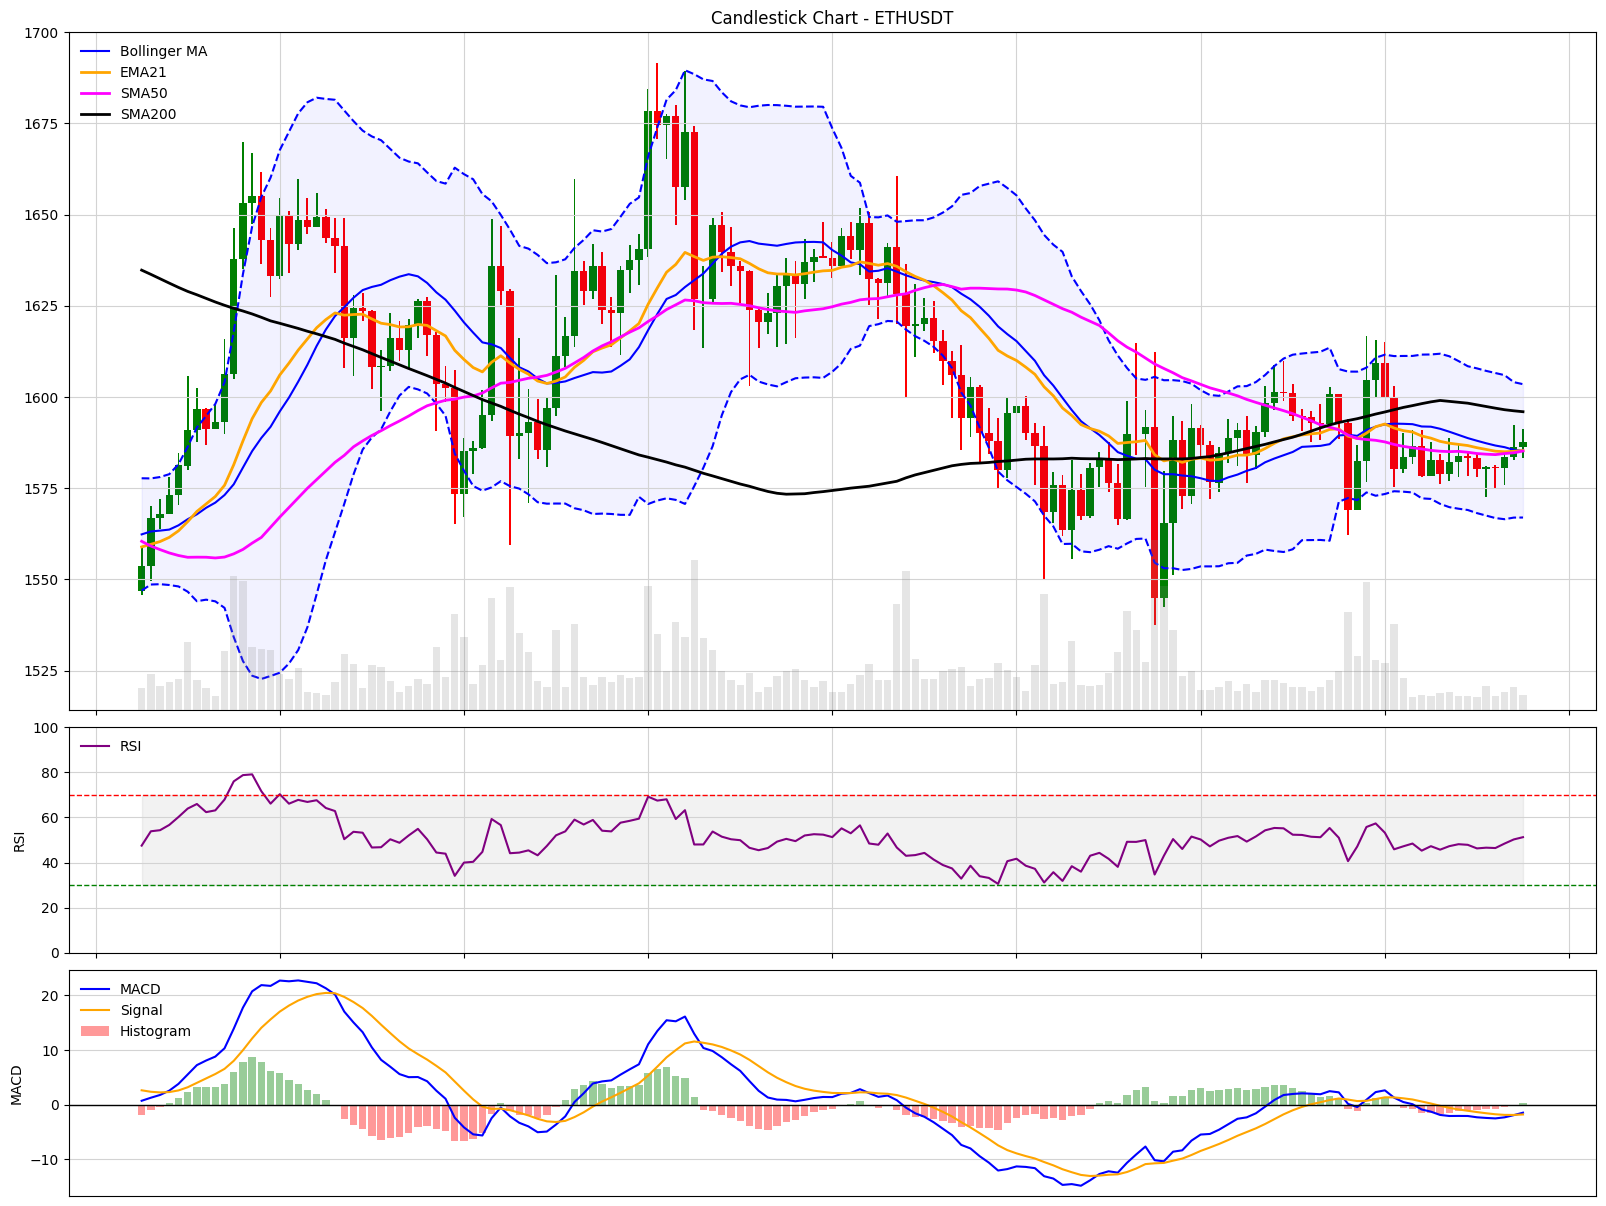 Candlestick Chart - ETHUSDT
1700
1675
1650
1625
1600
1575
1550
1525
Bollinger MA
EMA21
SMA50
SMA200
100
80
60
40
20
0
RSI
RSI
20
10
0
−10
MACD
MACD
Signal
Histogram